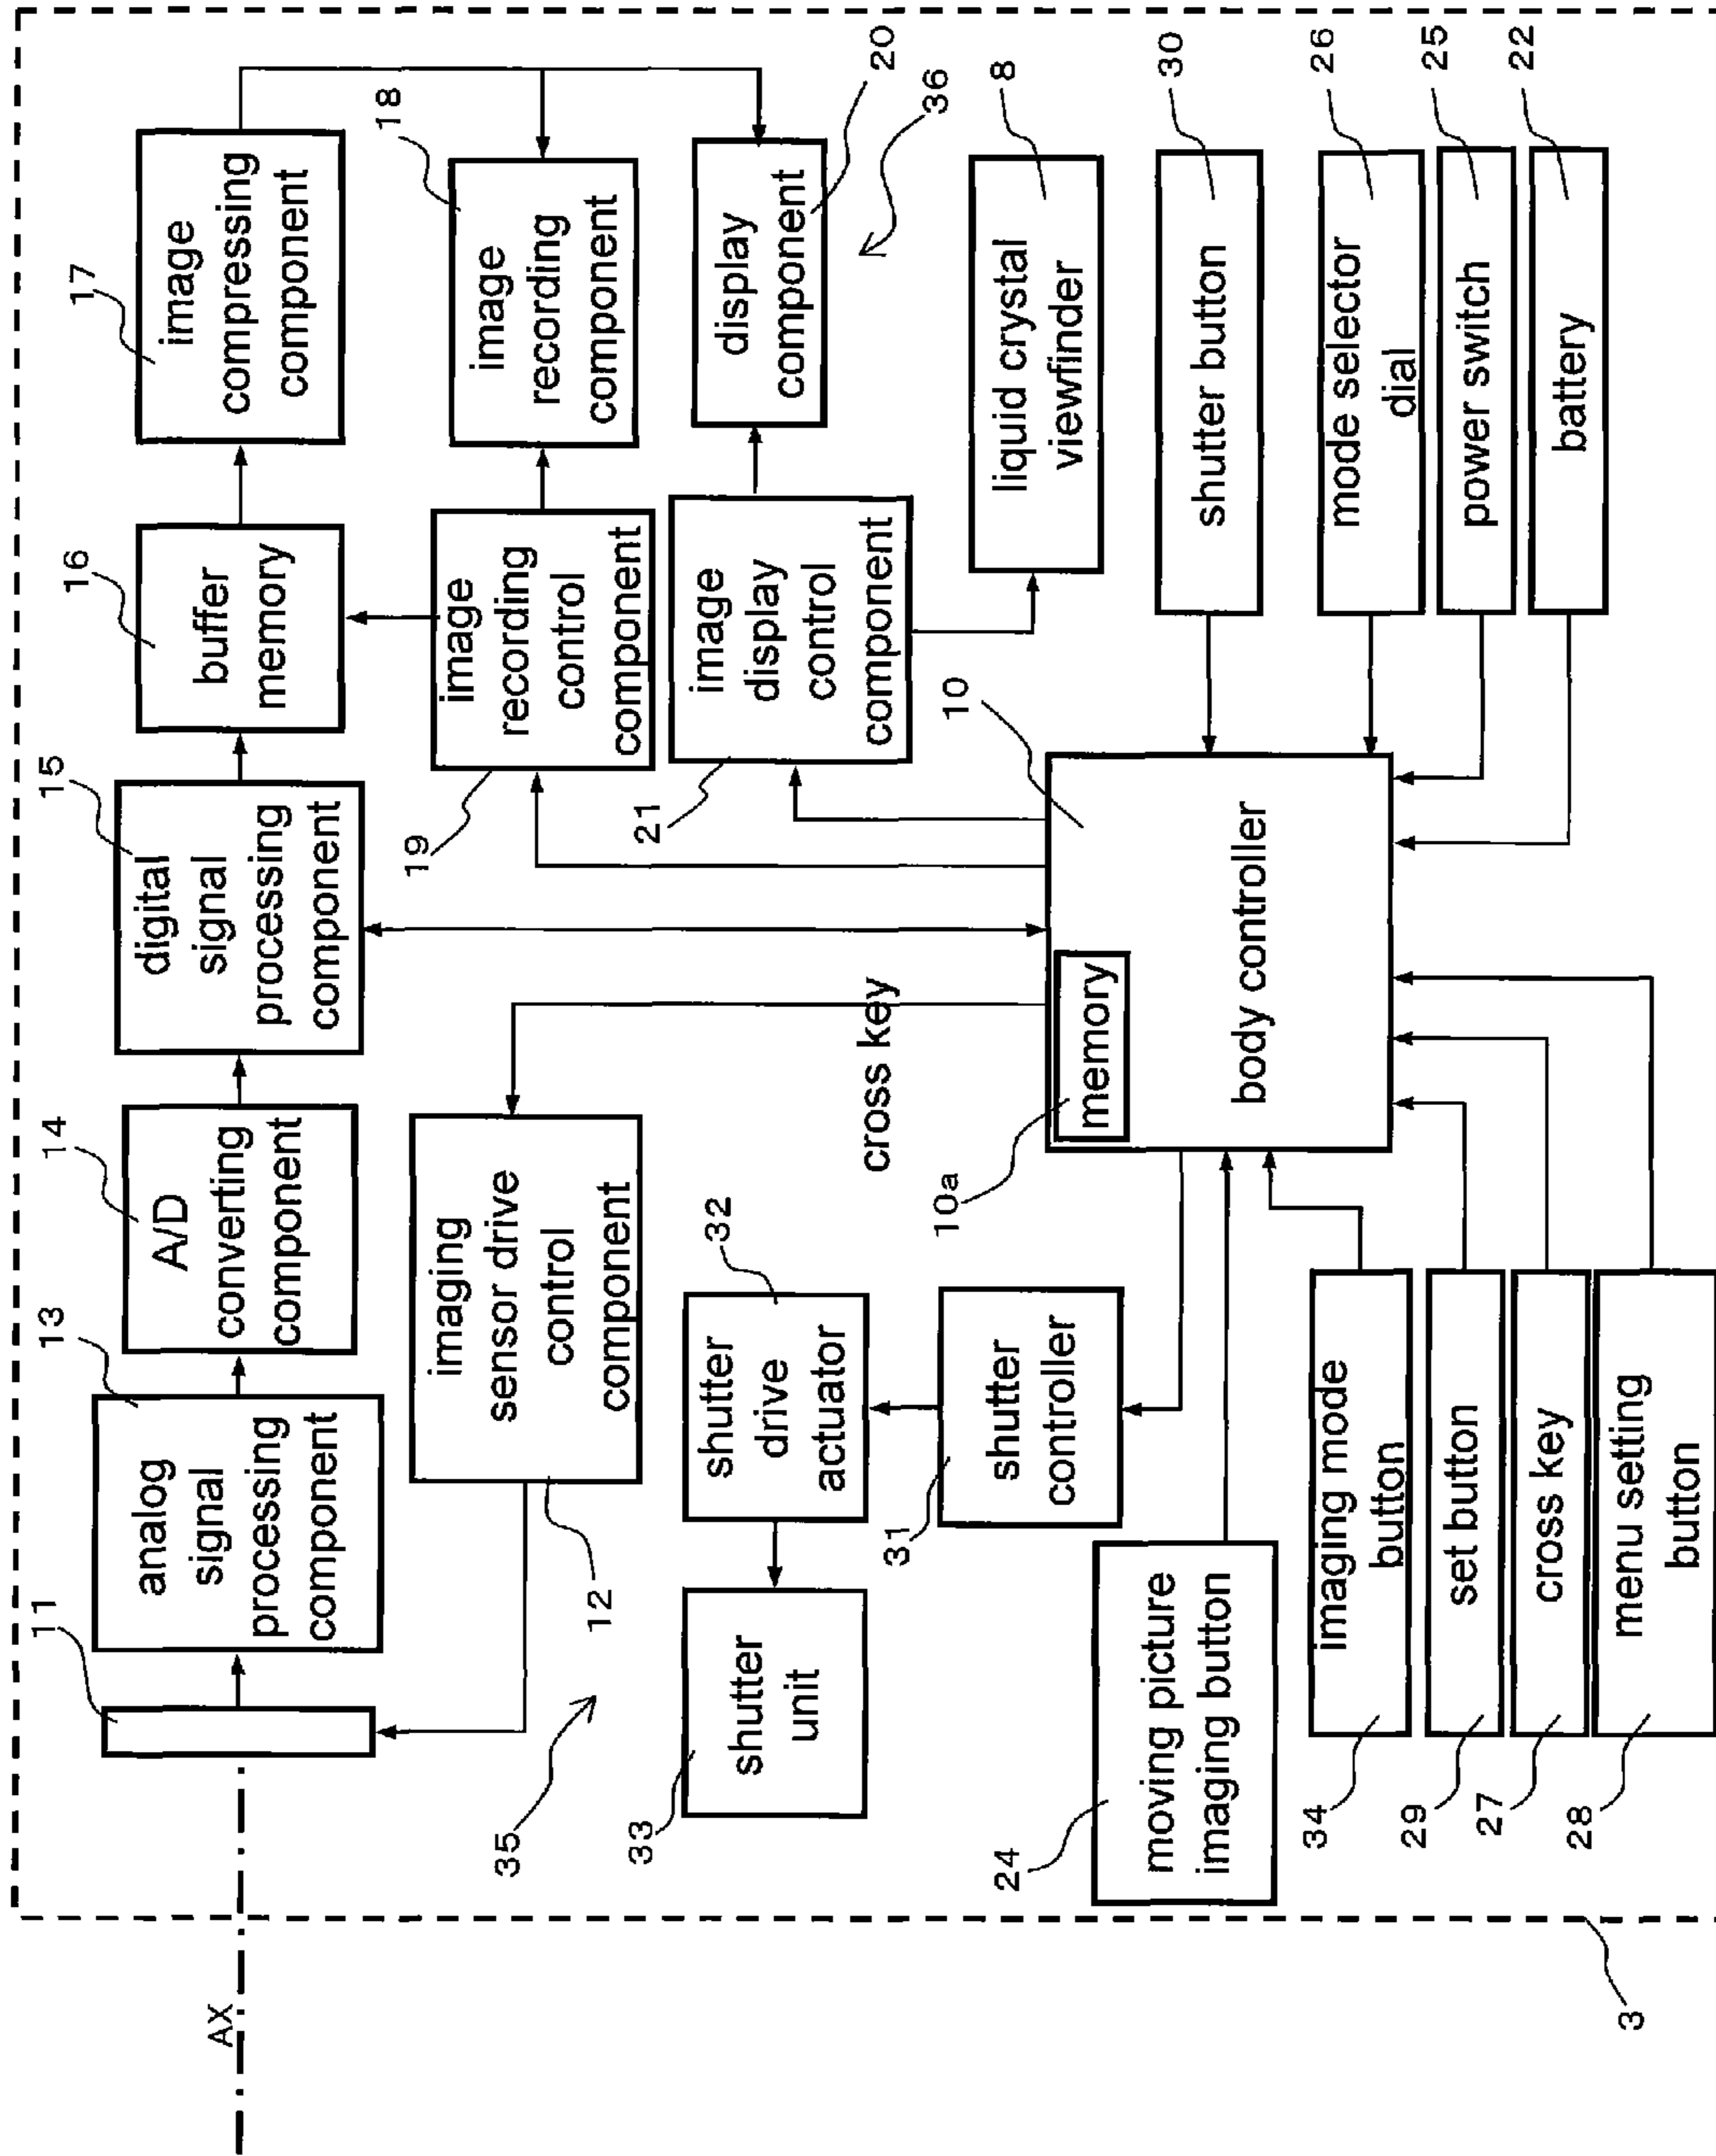 AX
11
analog
signal
processing
component
13
A/D
converting
component
14
digital
signal
processing
component
15
buffer
memory
16
image
compressing
component
17
imaging
sensor drive
control
component
12
35
image
recording
control
component
19
image
recording
component
18
shutter
unit
33
shutter
drive
actuator
32
image
display
control
component
21
display
component
20
36
shutter
controller
31
cross key
liquid crystal
viewfinder
8
moving picture
imaging button
24
memory
10a
body controller
10
shutter button
30
imaging mode
button
34
set button
29
cross key
27
menu setting
button
28
mode selector
dial
26
power switch
25
battery
22
3